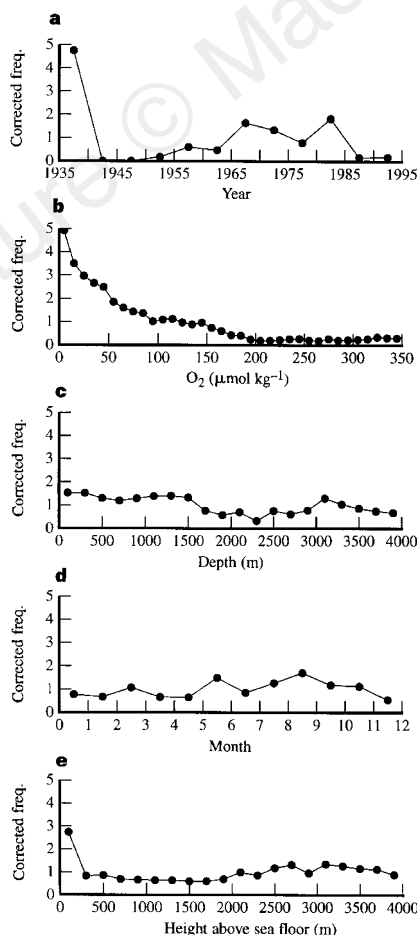 a
Corrected freq.
5
4
3
2
1
0
1935 1945 1955 1965 1975 1985 1995
Year
b
Corrected freq.
5
4
3
2
1
0
0 50 100 150 200 250 300 350
O₂ (μmol kg⁻¹)
c
Corrected freq.
5
4
3
2
1
0
0 500 1000 1500 2000 2500 3000 3500 4000
Depth (m)
d
Corrected freq.
5
4
3
2
1
0
0 1 2 3 4 5 6 7 8 9 10 11 12
Month
e
Corrected freq.
5
4
3
2
1
0
0 500 1000 1500 2000 2500 3000 3500 4000
Height above sea floor (m)